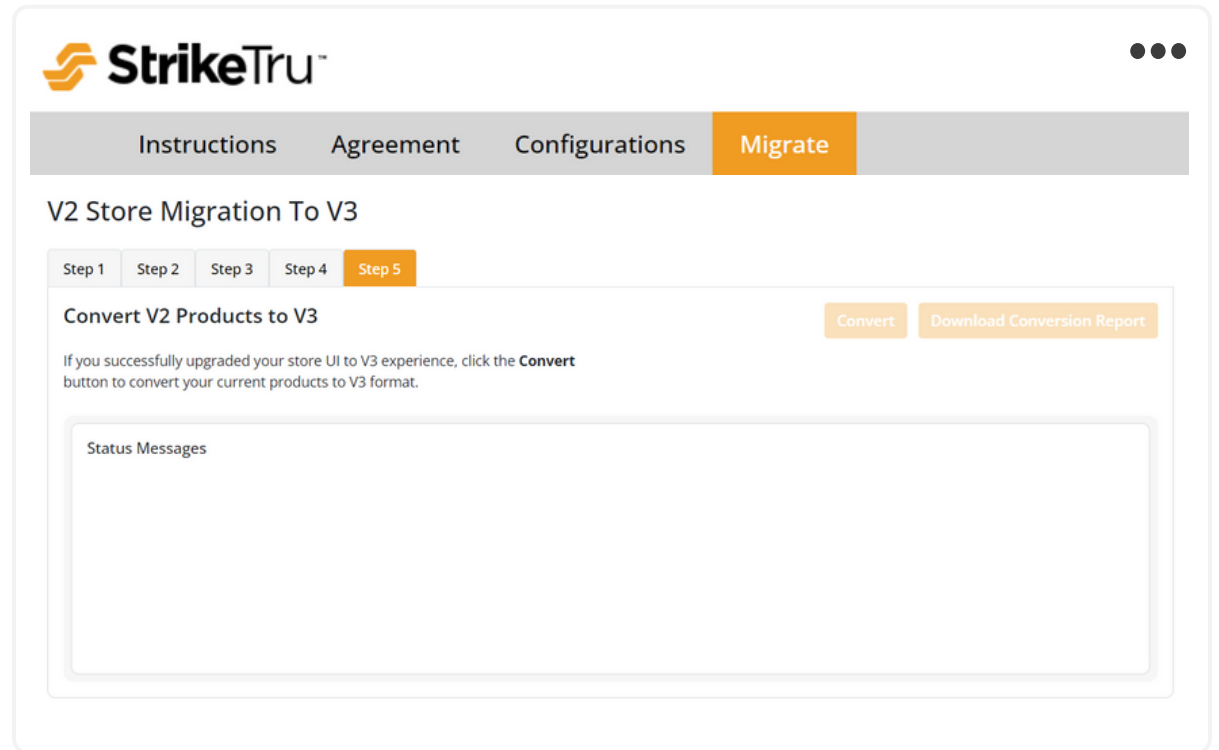 StrikeTru™
Instructions Agreement Configurations Migrate
V2 Store Migration To V3
Step 1 Step 2 Step 3 Step 4 Step 5
Convert V2 Products to V3
Convert Download Conversion Report
If you successfully upgraded your store UI to V3 experience, click the Convert
button to convert your current products to V3 format.
Status Messages